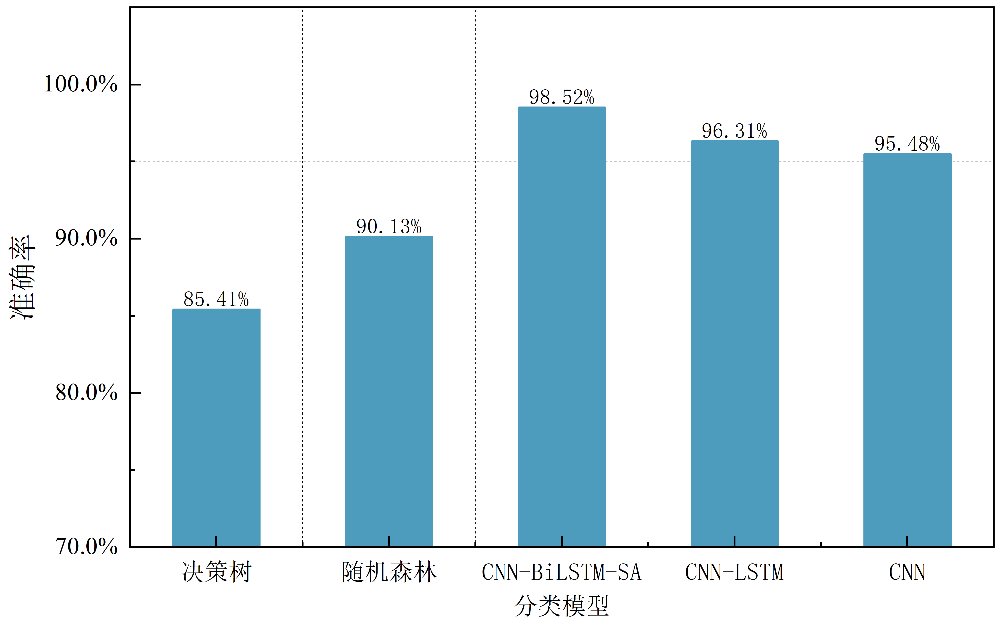 100.0%
90.0%
80.0%
70.0%
准确率
85.41%
90.13%
98.52%
96.31%
95.48%
决策树
随机森林
CNN-BiLSTM-SA
CNN-LSTM
CNN
分类模型